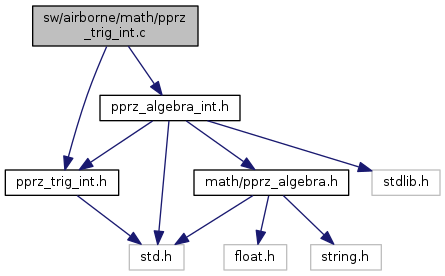 sw/airborne/math/pprz
_trig_int.c
pprz_algebra_int.h
pprz_trig_int.h
math/pprz_algebra.h
stdlib.h
std.h
float.h
string.h